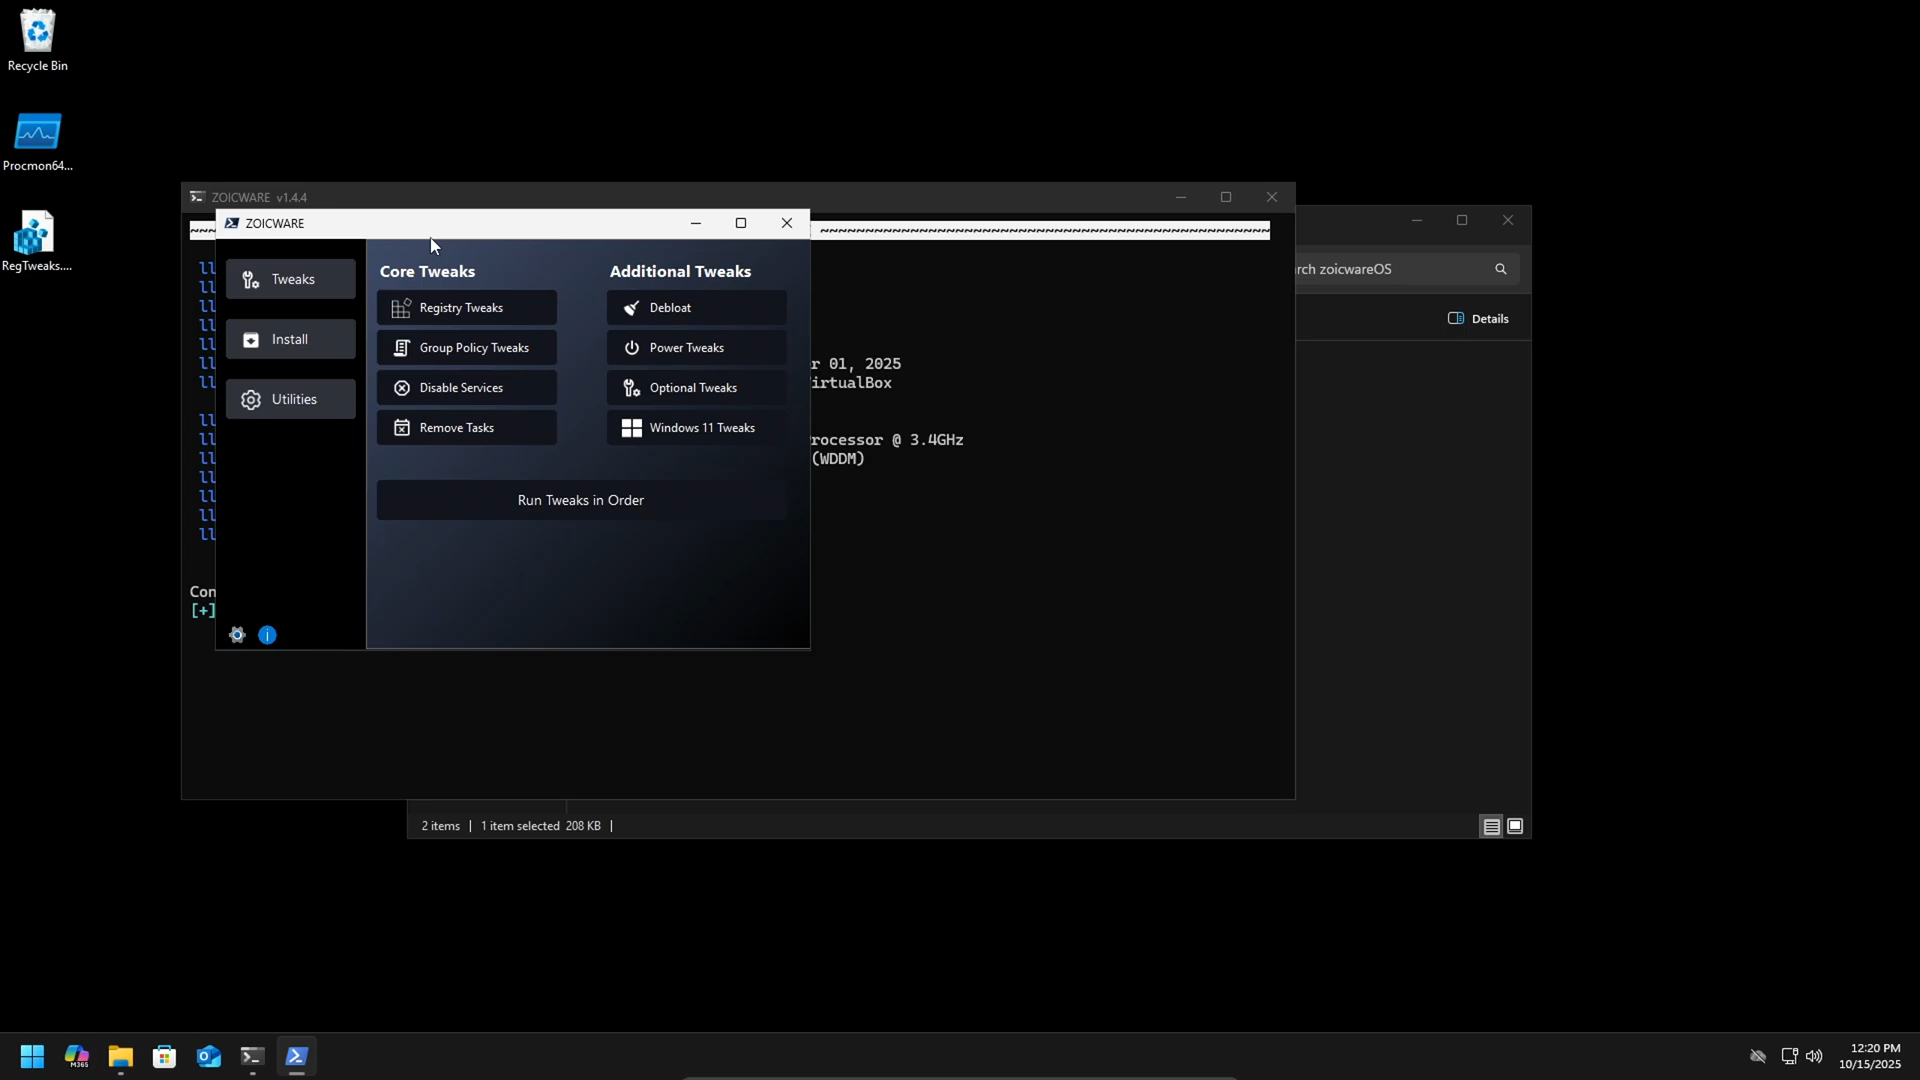 Recycle Bin
Procmon64...
RegTweaks....
ZOICWARE v1.4.4
ZOICWARE
Tweaks
Install
Utilities
Core Tweaks
Registry Tweaks
Group Policy Tweaks
Disable Services
Remove Tasks
Additional Tweaks
Debloat
Power Tweaks
Optional Tweaks
Windows 11 Tweaks
Run Tweaks in Order
r 01, 2025
irtualBox
rocessor @ 3.4GHz
(WDDM)
Con
[+]
rch zoicwareOS
Details
2 items | 1 item selected 208 KB |
M365
12:20 PM
10/15/2025